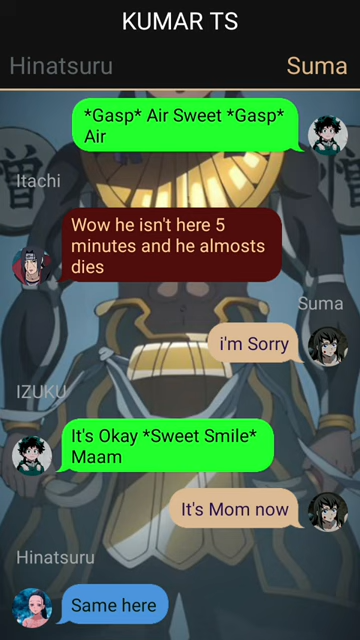 KUMAR TS
Hinatsuru
Suma
*Gasp* Air Sweet *Gasp*
Air
Itachi
Wow he isn't here 5
minutes and he almosts
dies
Suma
i'm Sorry
IZUKU
It's Okay *Sweet Smile*
Maam
It's Mom now
Hinatsuru
Same here